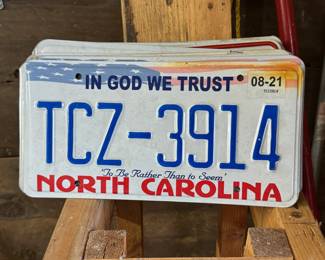 IN GOD WE TRUST
08-21
TCZ-3914
"To Be Rather Than to Seem"
NORTH CAROLINA